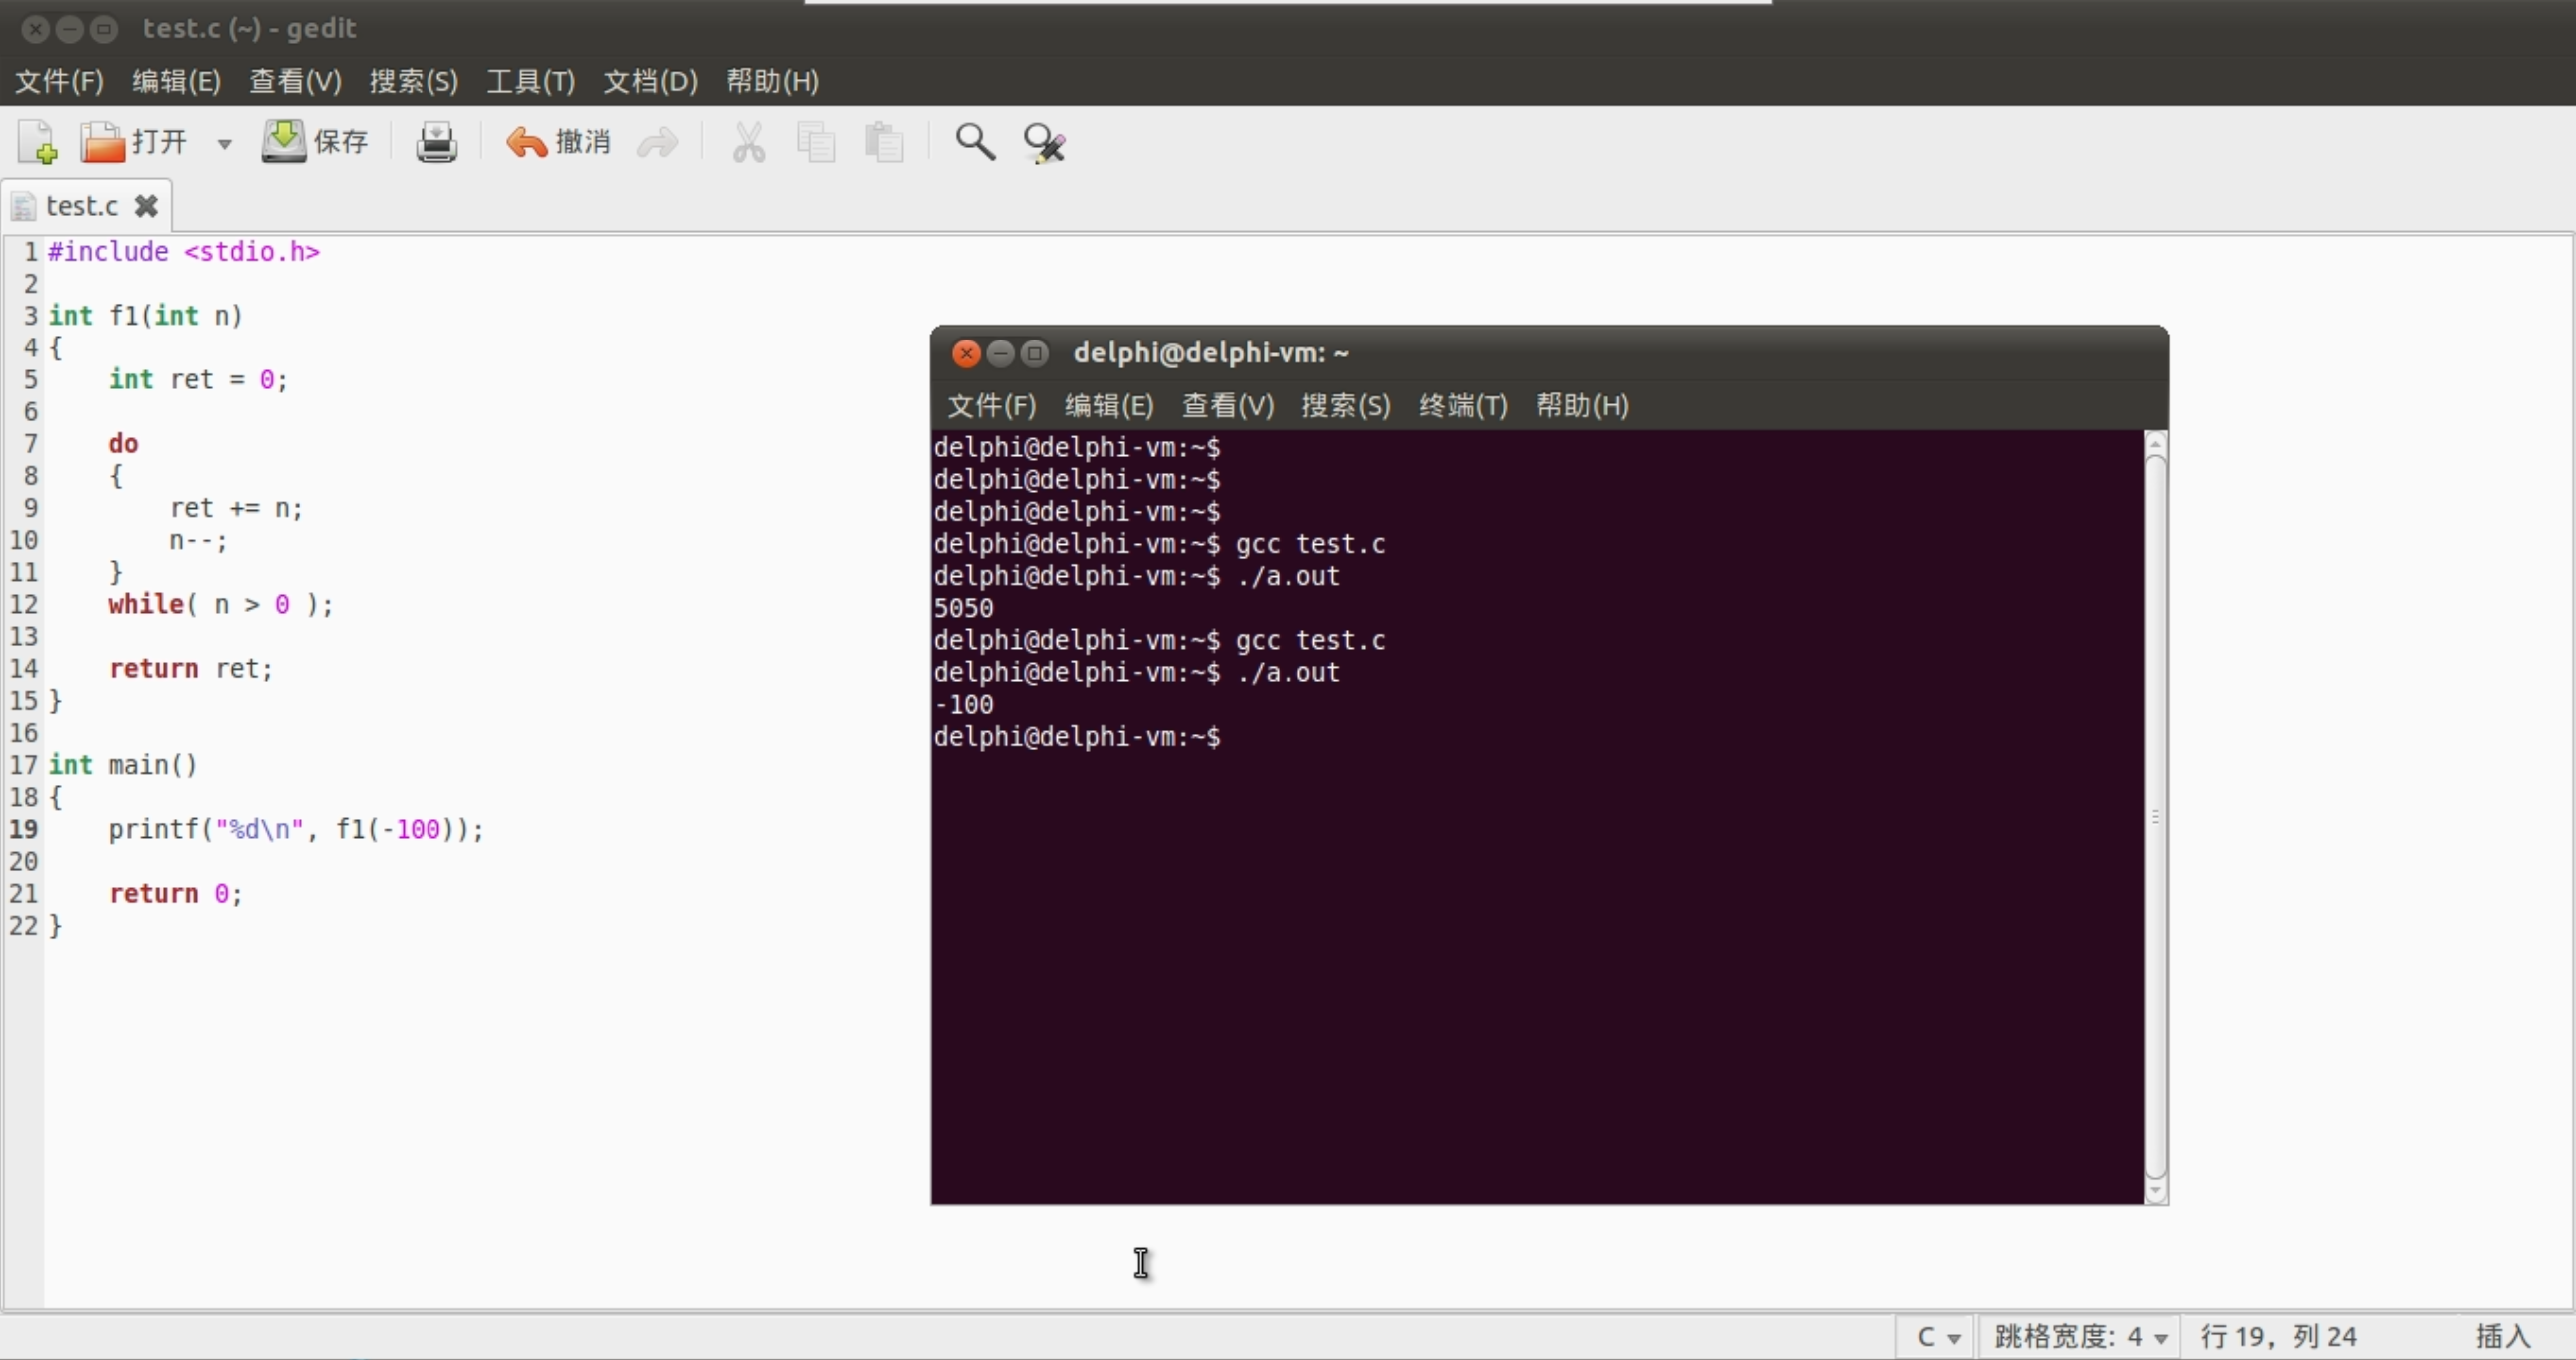 test.c (~) - gedit
文件(F) 编辑(E) 查看(V) 搜索(S) 工具(T) 文档(D) 帮助(H)
打开 保存 撤消
test.c
1 #include <stdio.h>
2
3 int f1(int n)
4 {
5     int ret = 0;
6
7     do
8     {
9         ret += n;
10         n--;
11     }
12     while( n > 0 );
13
14     return ret;
15 }
16
17 int main()
18 {
19     printf("%d\n", f1(-100));
20
21     return 0;
22 }
delphi@delphi-vm: ~
文件(F) 编辑(E) 查看(V) 搜索(S) 终端(T) 帮助(H)
delphi@delphi-vm:~$
delphi@delphi-vm:~$
delphi@delphi-vm:~$
delphi@delphi-vm:~$ gcc test.c
delphi@delphi-vm:~$ ./a.out
5050
delphi@delphi-vm:~$ gcc test.c
delphi@delphi-vm:~$ ./a.out
-100
delphi@delphi-vm:~$
C 跳格宽度: 4 行 19，列 24 插入